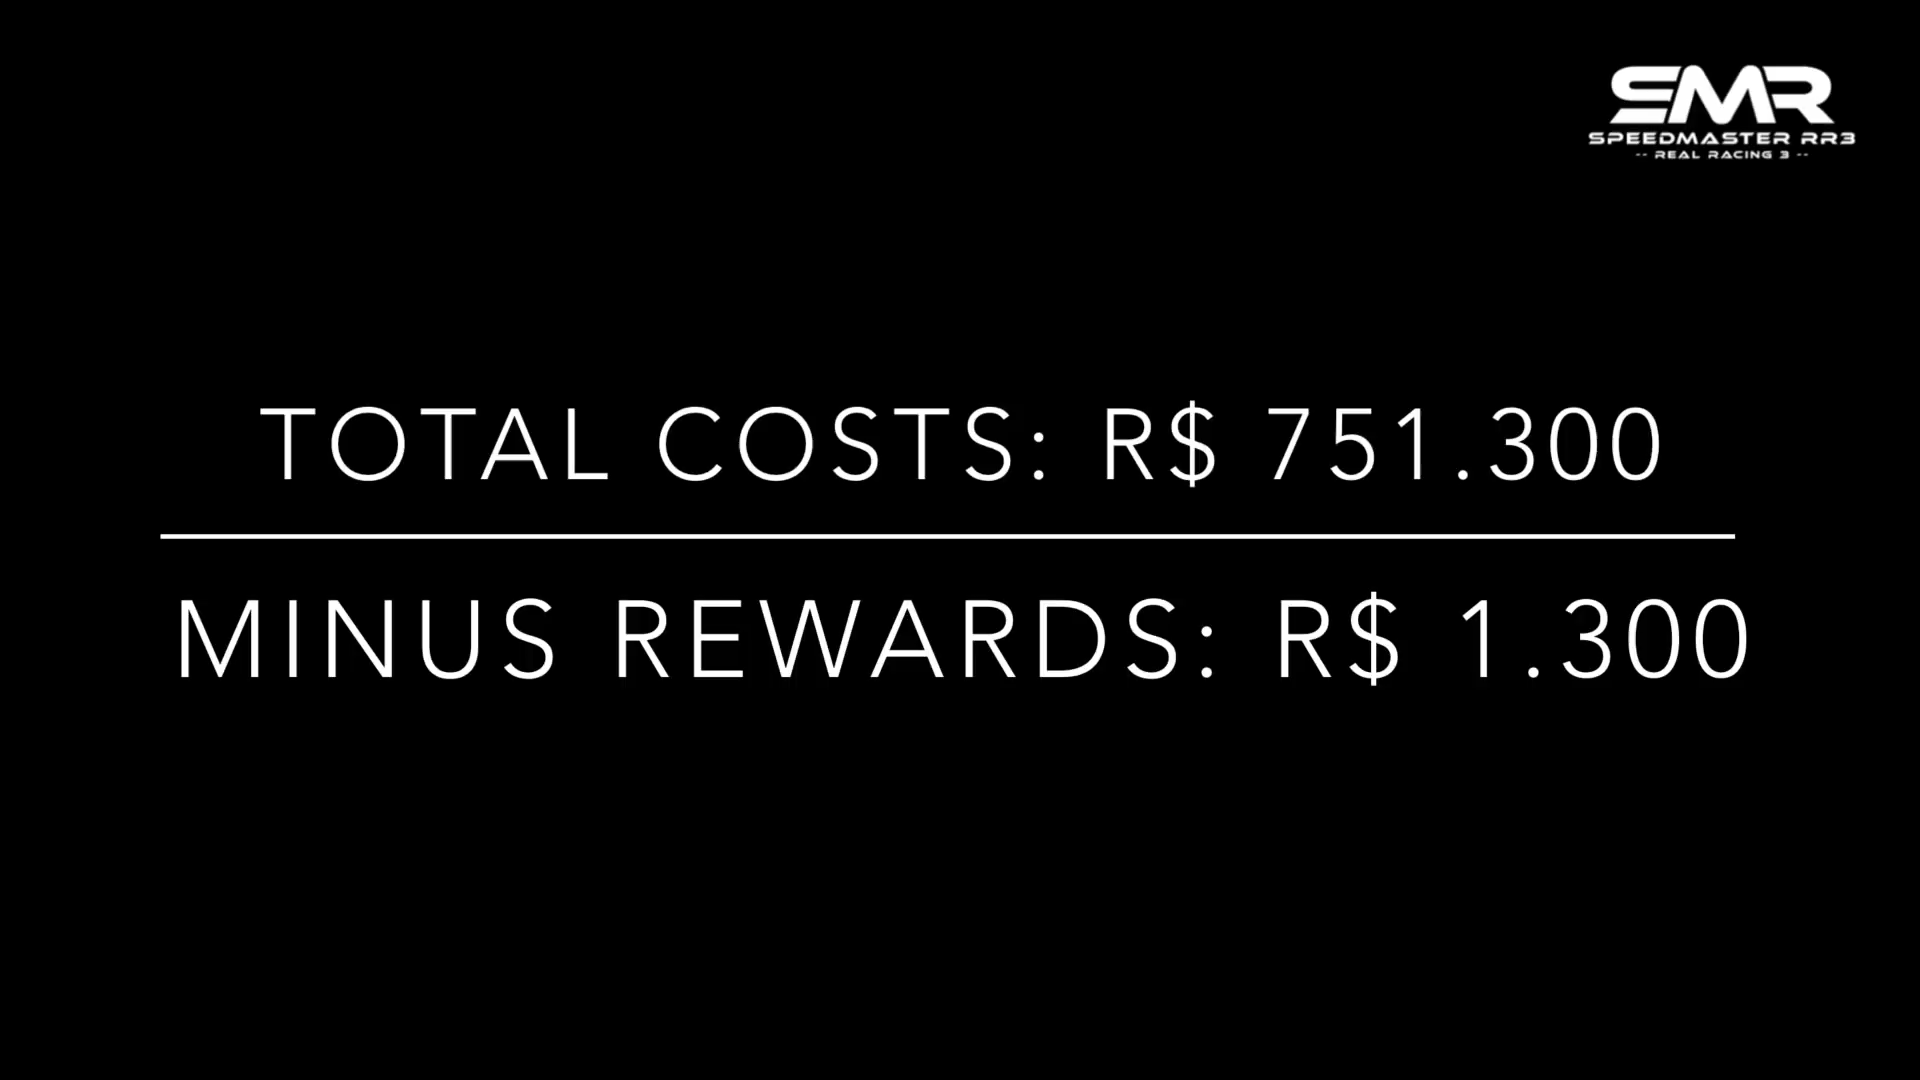 SMR
SPEEDMASTER RR3
-- REAL RACING 3 --
TOTAL COSTS: R$ 751.300
MINUS REWARDS: R$ 1.300